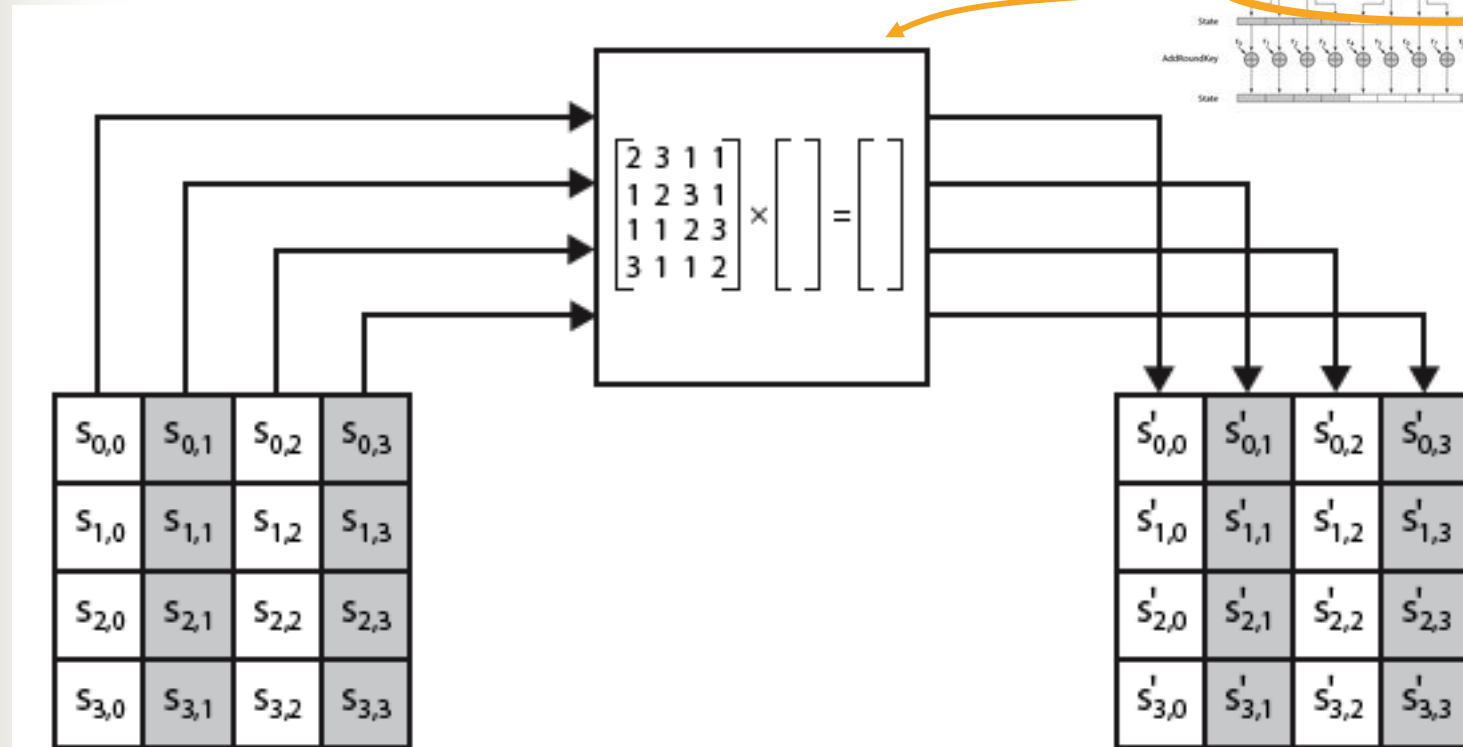 State
AddRoundKey
State
2 3 1 1
1 2 3 1
1 1 2 3
3 1 1 2
× =
S0,0 S0,1 S0,2 S0,3
S1,0 S1,1 S1,2 S1,3
S2,0 S2,1 S2,2 S2,3
S3,0 S3,1 S3,2 S3,3
S'0,0 S'0,1 S'0,2 S'0,3
S'1,0 S'1,1 S'1,2 S'1,3
S'2,0 S'2,1 S'2,2 S'2,3
S'3,0 S'3,1 S'3,2 S'3,3